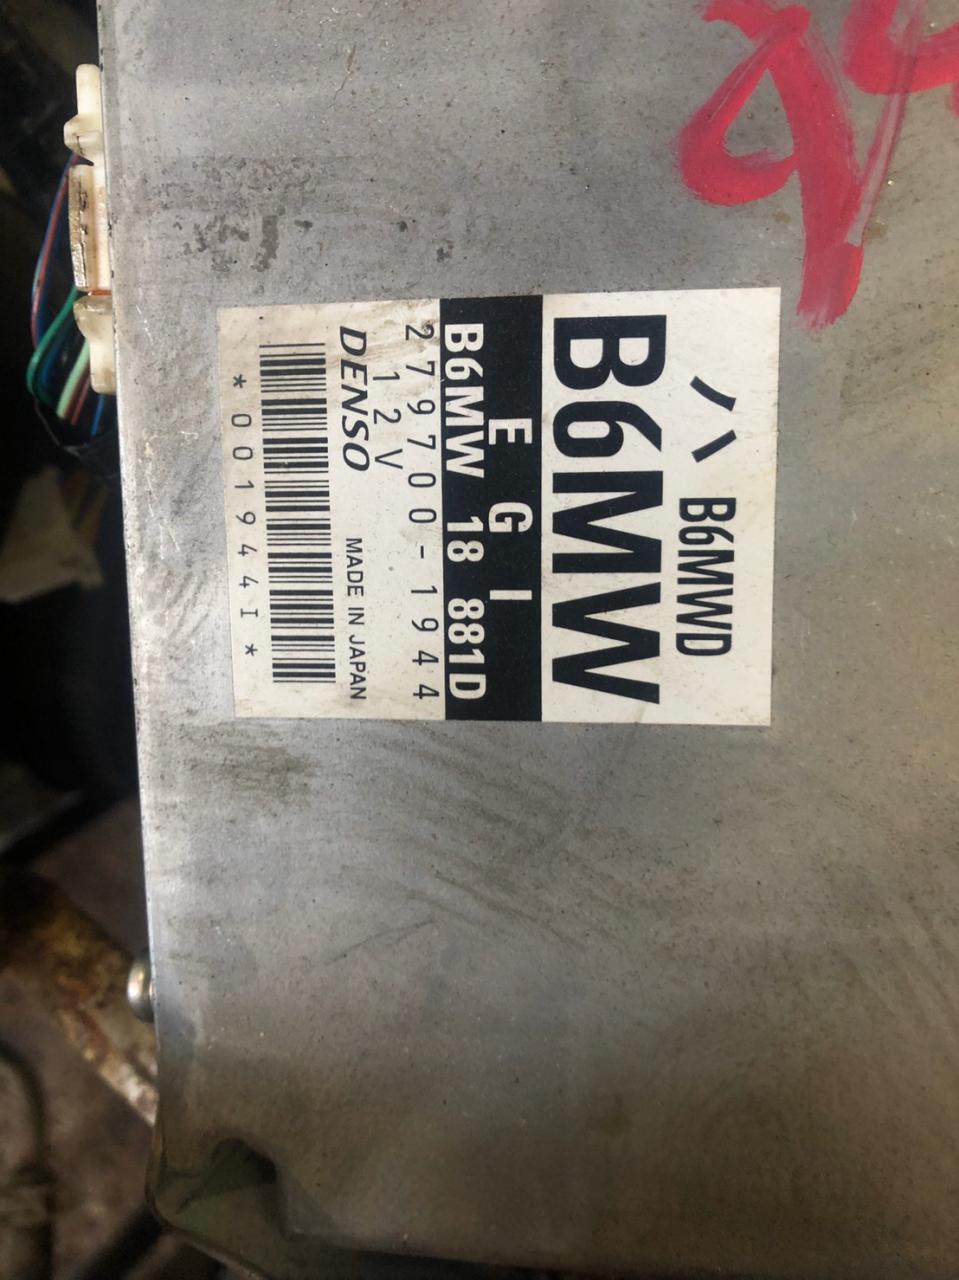 ハ B6MWD
B6MW
E G I
B6MW 18 881D
279700-1944
12V
DENSO MADE IN JAPAN
*001944I*